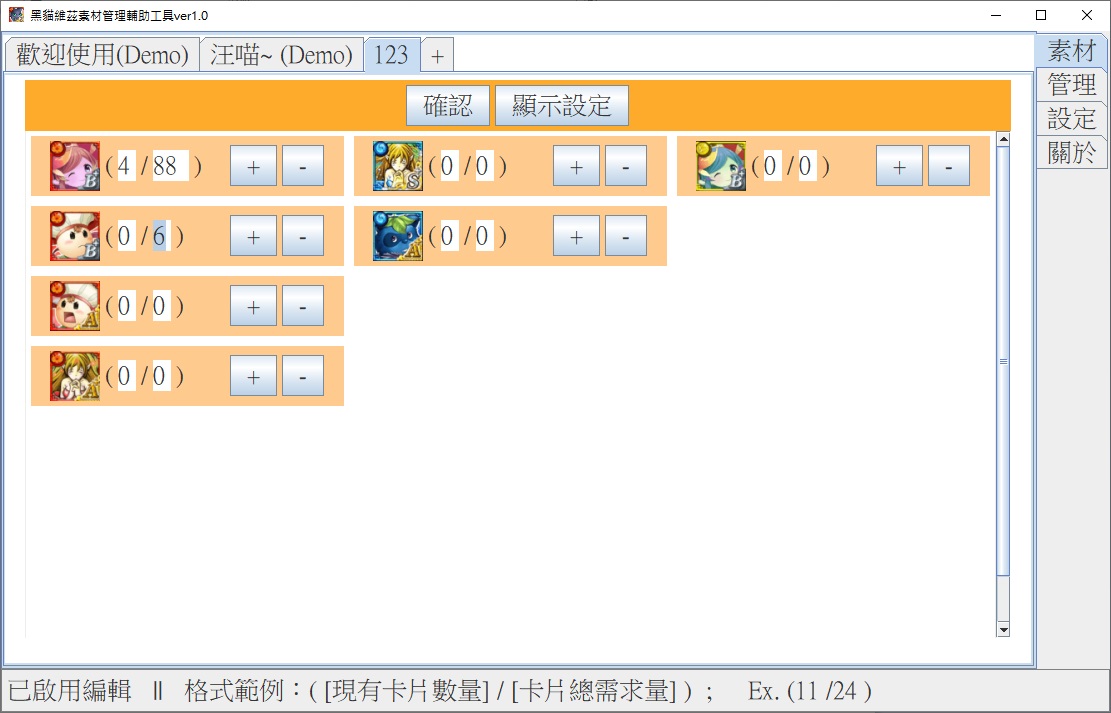 黑貓維茲素材管理輔助工具ver1.0
歡迎使用(Demo) 汪喵~ (Demo) 123 +
素材
管理
設定
關於
確認 顯示設定
B ( 4 / 88 ) + - S ( 0 / 0 ) + - B ( 0 / 0 ) + -
B ( 0 / 6 ) + - A ( 0 / 0 ) + -
A ( 0 / 0 ) + -
A ( 0 / 0 ) + -
已啟用編輯 || 格式範例：( [現有卡片數量] / [卡片總需求量] ) ； Ex. (11 /24 )